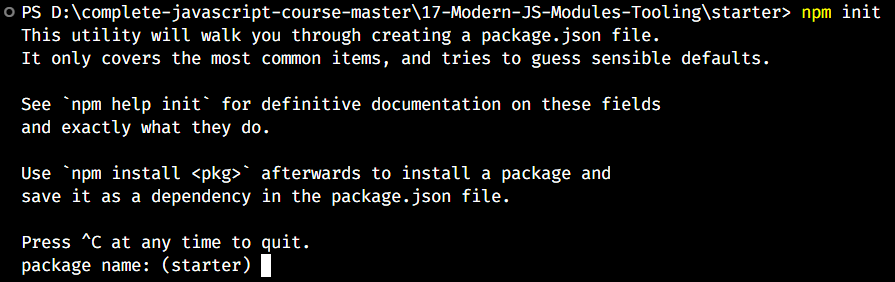 PS D:\complete-javascript-course-master\17-Modern-JS-Modules-Tooling\starter> npm init
This utility will walk you through creating a package.json file.
It only covers the most common items, and tries to guess sensible defaults.
See `npm help init` for definitive documentation on these fields
and exactly what they do.
Use `npm install <pkg>` afterwards to install a package and
save it as a dependency in the package.json file.
Press ^C at any time to quit.
package name: (starter)